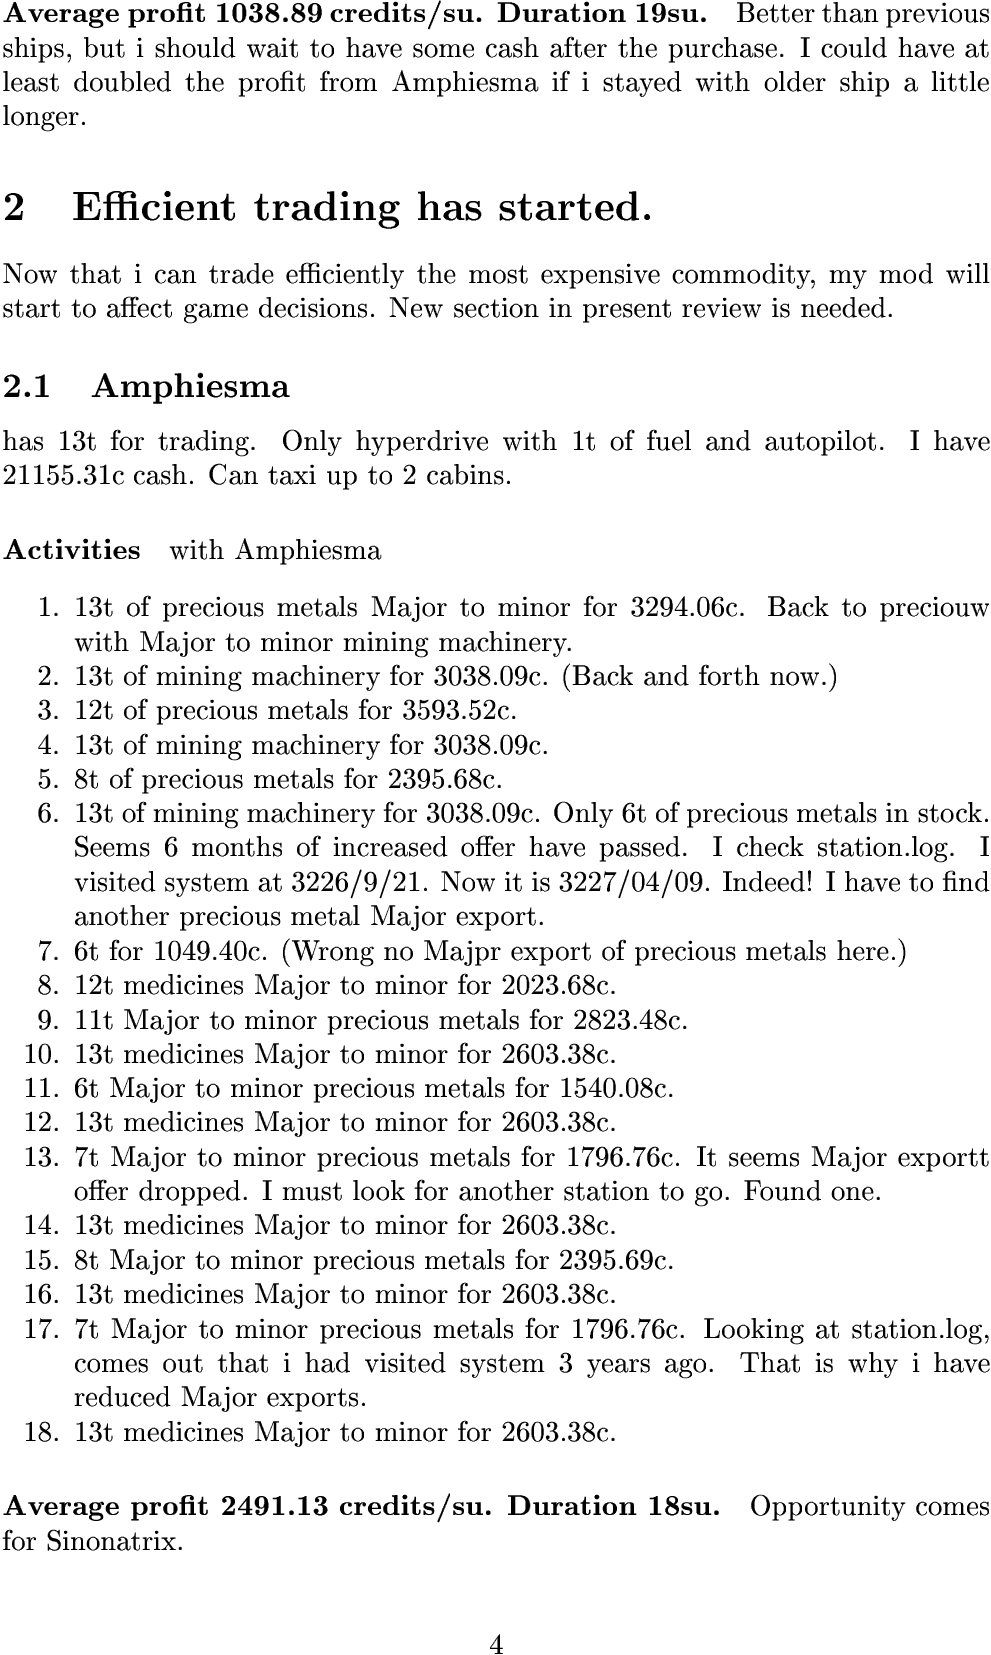 Average profit 1038.89 credits/su. Duration 19su. Better than previous
ships, but i should wait to have some cash after the purchase. I could have at
least doubled the profit from Amphiesma if i stayed with older ship a little
longer.
2 Efficient trading has started.
Now that i can trade efficiently the most expensive commodity, my mod will
start to affect game decisions. New section in present review is needed.
2.1 Amphiesma
has 13t for trading. Only hyperdrive with 1t of fuel and autopilot. I have
21155.31c cash. Can taxi up to 2 cabins.
Activities with Amphiesma
1. 13t of precious metals Major to minor for 3294.06c. Back to preciouw
with Major to minor mining machinery.
2. 13t of mining machinery for 3038.09c. (Back and forth now.)
3. 12t of precious metals for 3593.52c.
4. 13t of mining machinery for 3038.09c.
5. 8t of precious metals for 2395.68c.
6. 13t of mining machinery for 3038.09c. Only 6t of precious metals in stock.
Seems 6 months of increased offer have passed. I check station.log. I
visited system at 3226/9/21. Now it is 3227/04/09. Indeed! I have to find
another precious metal Major export.
7. 6t for 1049.40c. (Wrong no Majpr export of precious metals here.)
8. 12t medicines Major to minor for 2023.68c.
9. 11t Major to minor precious metals for 2823.48c.
10. 13t medicines Major to minor for 2603.38c.
11. 6t Major to minor precious metals for 1540.08c.
12. 13t medicines Major to minor for 2603.38c.
13. 7t Major to minor precious metals for 1796.76c. It seems Major exportt
offer dropped. I must look for another station to go. Found one.
14. 13t medicines Major to minor for 2603.38c.
15. 8t Major to minor precious metals for 2395.69c.
16. 13t medicines Major to minor for 2603.38c.
17. 7t Major to minor precious metals for 1796.76c. Looking at station.log,
comes out that i had visited system 3 years ago. That is why i have
reduced Major exports.
18. 13t medicines Major to minor for 2603.38c.
Average profit 2491.13 credits/su. Duration 18su. Opportunity comes
for Sinonatrix.
4